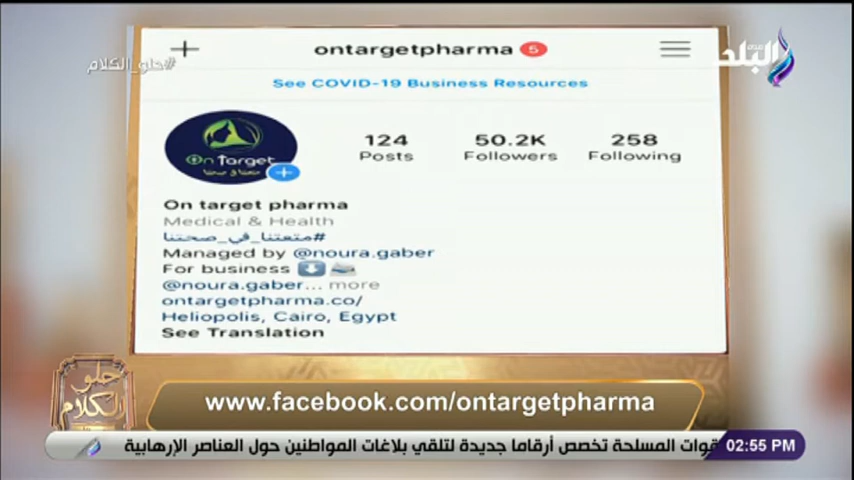 ontargetpharma 5
#حلو_الكلام
صدى البلد
See COVID-19 Business Resources
124
Posts
50.2K
Followers
258
Following
On Target
متعتنا في صحتنا
On target pharma
Medical & Health
#متعتنا_في_صحتنا
Managed by @noura.gaber
For business
@noura.gaber... more
ontargetpharma.co/
Heliopolis, Cairo, Egypt
See Translation
حلو الكلام
www.facebook.com/ontargetpharma
قوات المسلحة تخصص أرقاما جديدة لتلقي بلاغات المواطنين حول العناصر الإرهابية
02:55 PM